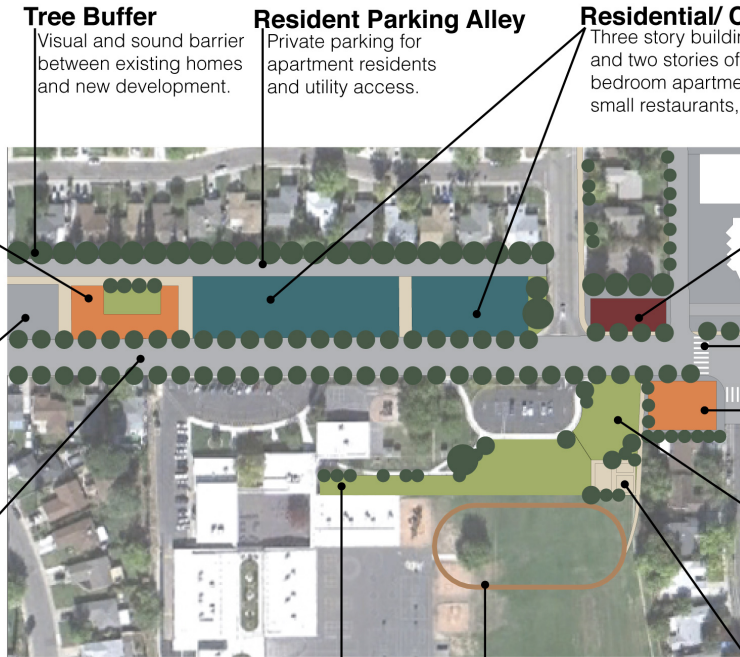 Tree Buffer
Visual and sound barrier
between existing homes
and new development.
Resident Parking Alley
Private parking for
apartment residents
and utility access.
Residential/ C
Three story buildin
and two stories of
bedroom apartme
small restaurants,